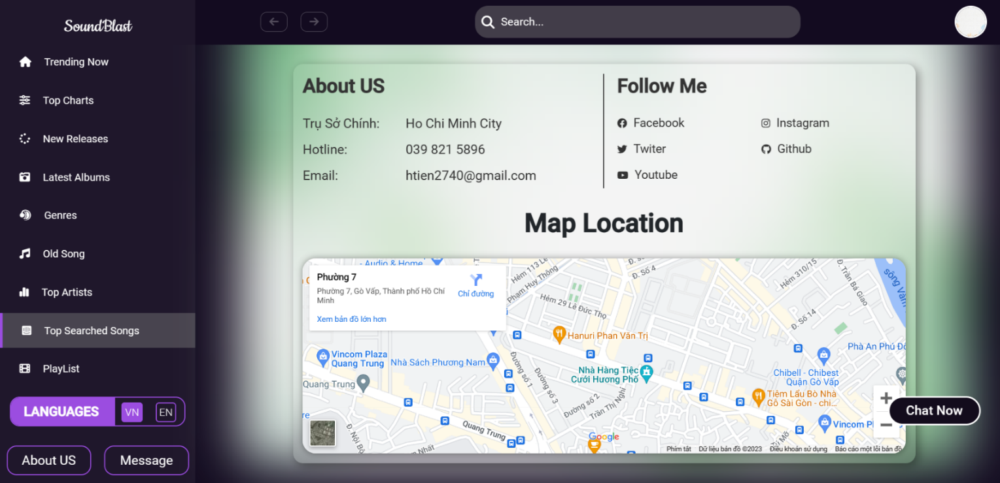 SoundBlast
Search...
Trending Now
Top Charts
New Releases
Latest Albums
Genres
Old Song
Top Artists
Top Searched Songs
PlayList
LANGUAGES VN EN
About US
Message
About US
Trụ Sở Chính: Ho Chi Minh City
Hotline: 039 821 5896
Email: htien2740@gmail.com
Follow Me
Facebook
Instagram
Twiter
Github
Youtube
Map Location
- Audio & Home
Phường 7
Phường 7, Gò Vấp, Thành phố Hồ Chí
Minh
Chỉ đường
Xem bản đồ lớn hơn
Hẻm 113 Lê
Phạm Huy Thông
Đ. Số 4
Hẻm 310/15
Đ. Trần Bá Giao
sông Vàm
Hẻm 29 Lê Đức Thọ
Đ. Số 14
Hanuri Phan Văn Trị
Phà An Phú Đô
Vincom Plaza
Quang Trung
Nhà Sách Phương Nam
Đường số 1
Đường số 3
Nhà Hàng Tiệc
Cưới Hương Phố
Chibell - Chibest
Quận Gò Vấp
Quang Trung
Đường số 2
Trần Thị Nghỉ
Tiệm Lẩu Bò Nhà
Gỗ Sài Gòn - chi...
Chat Now
re
Quang Trung
Vincom Pl
Google
Phím tắt
Dữ liệu bản đồ ©2023
Điều khoản sử dụng
Báo cáo một lỗi bản đồ